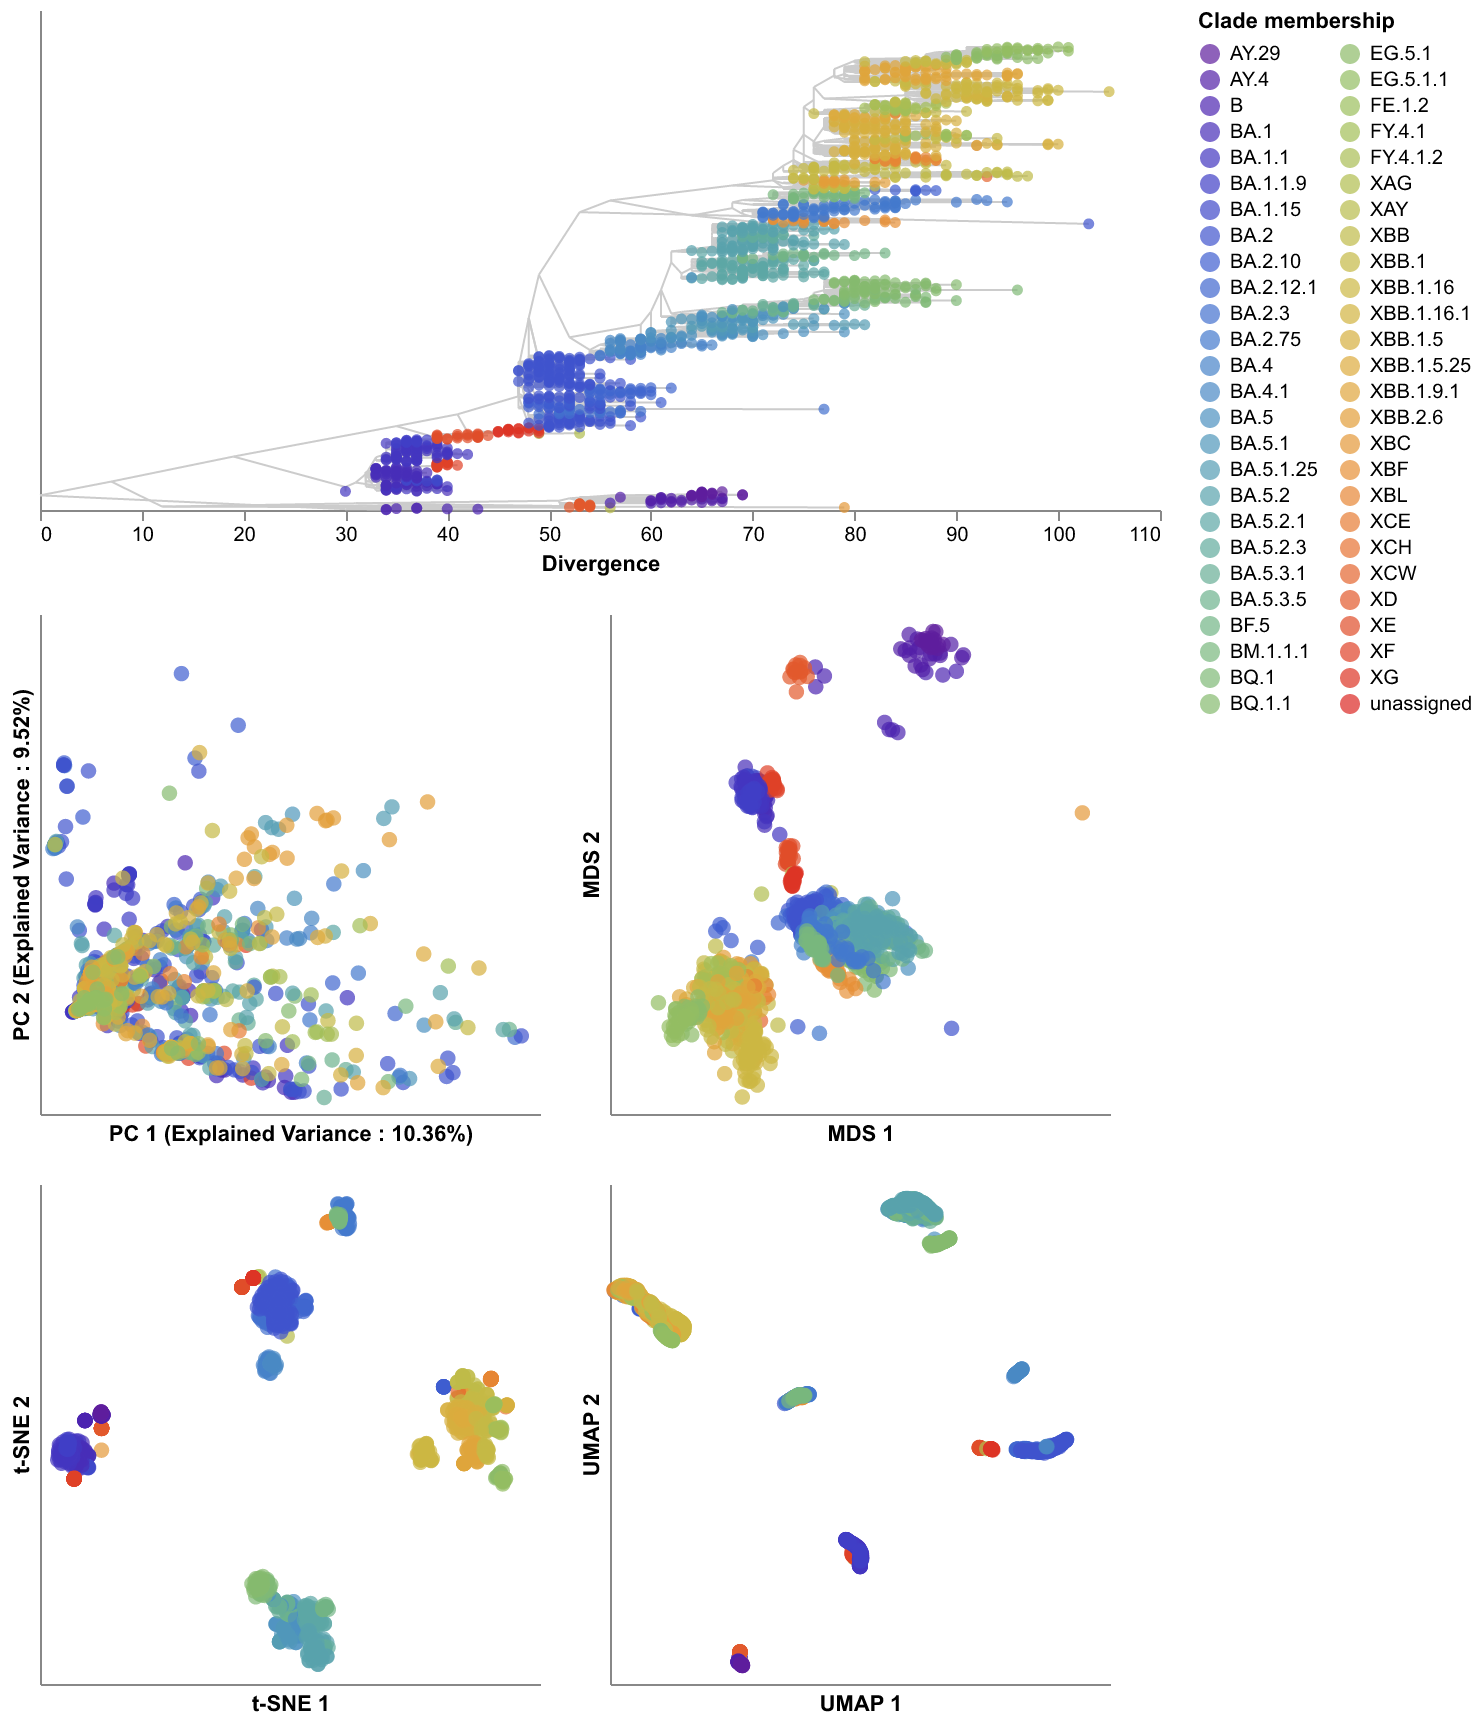 Clade membership
AY.29
AY.4
B
BA.1
BA.1.1
BA.1.1.9
BA.1.15
BA.2
BA.2.10
BA.2.12.1
BA.2.3
BA.2.75
BA.4
BA.4.1
BA.5
BA.5.1
BA.5.1.25
BA.5.2
BA.5.2.1
BA.5.2.3
BA.5.3.1
BA.5.3.5
BF.5
BM.1.1.1
BQ.1
BQ.1.1
EG.5.1
EG.5.1.1
FE.1.2
FY.4.1
FY.4.1.2
XAG
XAY
XBB
XBB.1
XBB.1.16
XBB.1.16.1
XBB.1.5
XBB.1.5.25
XBB.1.9.1
XBB.2.6
XBC
XBF
XBL
XCE
XCH
XCW
XD
XE
XF
XG
unassigned
0 10 20 30 40 50 60 70 80 90 100 110
Divergence
PC 2 (Explained Variance : 9.52%)
PC 1 (Explained Variance : 10.36%)
MDS 2
MDS 1
t-SNE 2
t-SNE 1
UMAP 2
UMAP 1